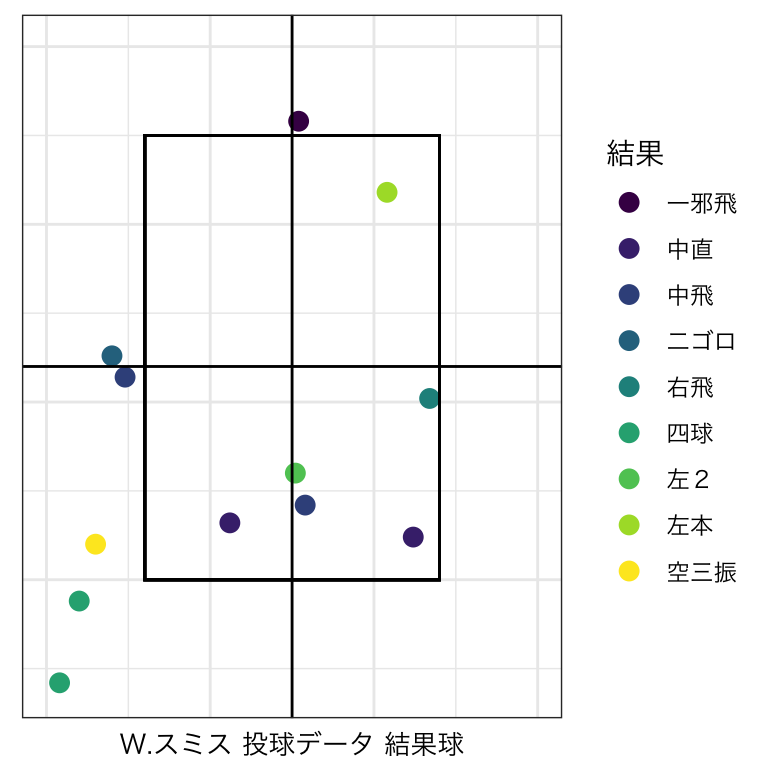 結果
一邪飛
中直
中飛
二ゴロ
右飛
四球
左２
左本
空三振
W.スミス 投球データ 結果球